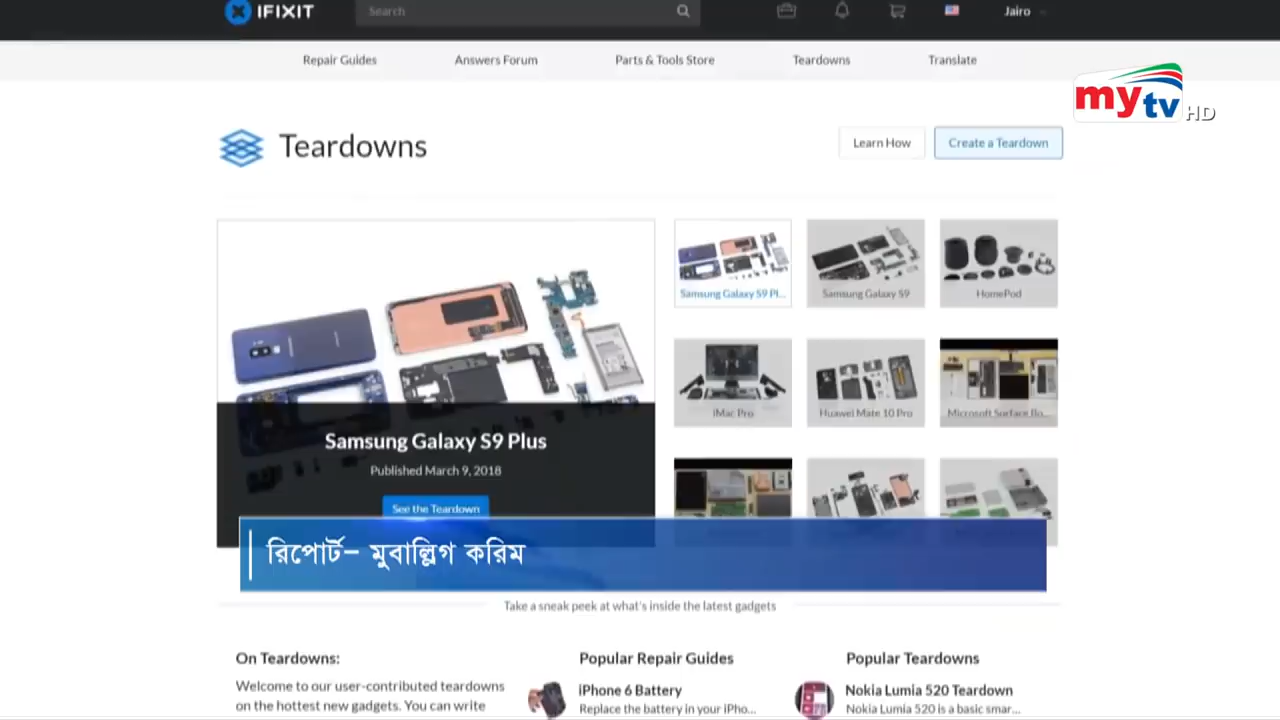 IFIXIT
Search
Jairo
Repair Guides
Answers Forum
Parts & Tools Store
Teardowns
Translate
mytv HD
Teardowns
Learn How
Create a Teardown
Samsung Galaxy S9 Pl...
Samsung Galaxy S9
HomePod
iMac Pro
Huawei Mate 10 Pro
Microsoft Surface Bo...
Samsung Galaxy S9 Plus
Published March 9, 2018
See the Teardown
রিপোর্ট- মুবাল্লিগ করিম
Take a sneak peek at what's inside the latest gadgets
On Teardowns:
Welcome to our user-contributed teardowns
on the hottest new gadgets. You can write
Popular Repair Guides
iPhone 6 Battery
Replace the battery in your iPho...
Popular Teardowns
Nokia Lumia 520 Teardown
Nokia Lumia 520 is a basic smar...